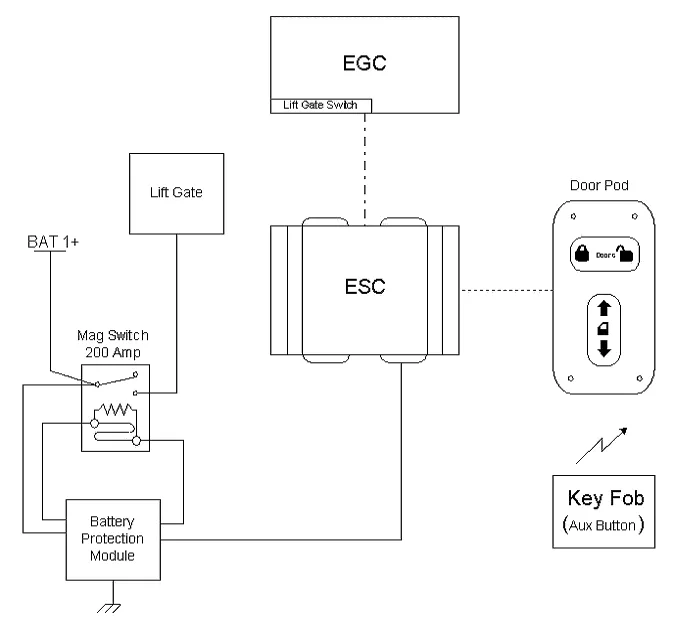 EGC
Lift Gate Switch
Lift Gate
Door Pod
BAT 1+
Doors
ESC
Mag Switch
200 Amp
Key Fob
(Aux Button)
Battery
Protection
Module